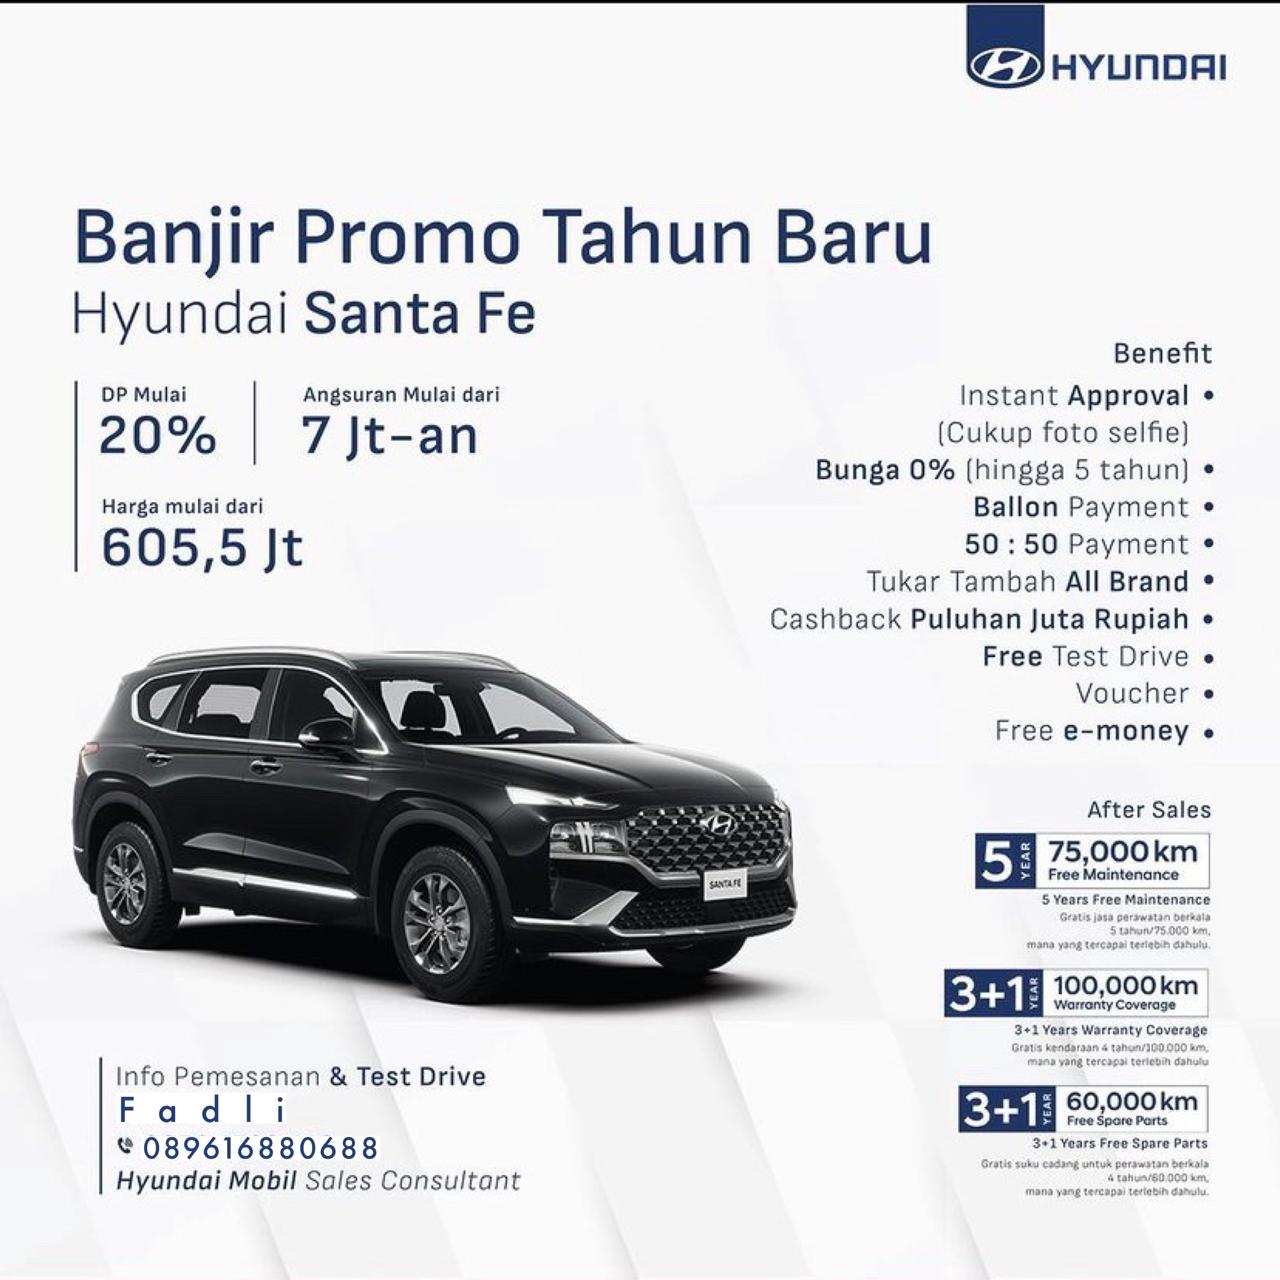 HYUNDAI
Banjir Promo Tahun Baru
Hyundai Santa Fe
DP Mulai
20%
Angsuran Mulai dari
7 Jt-an
Harga mulai dari
605,5 Jt
Benefit
Instant Approval •
(Cukup foto selfie)
Bunga 0% (hingga 5 tahun) •
Ballon Payment •
50 : 50 Payment •
Tukar Tambah All Brand •
Cashback Puluhan Juta Rupiah •
Free Test Drive •
Voucher •
Free e-money •
SANTA FE
After Sales
5 YEAR 75,000 km
Free Maintenance
5 Years Free Maintenance
Gratis jasa perawatan berkala
5 tahun/75.000 km,
mana yang tercapai terlebih dahulu.
3+1 YEAR 100,000 km
Warranty Coverage
3+1 Years Warranty Coverage
Gratis kendaraan 4 tahun/100.000 km,
mana yang tercapai terlebih dahulu
3+1 YEAR 60,000 km
Free Spare Parts
3+1 Years Free Spare Parts
Gratis suku cadang untuk perawatan berkala
4 tahun/60.000 km,
mana yang tercapai terlebih dahulu.
Info Pemesanan & Test Drive
Fadli
089616880688
Hyundai Mobil Sales Consultant